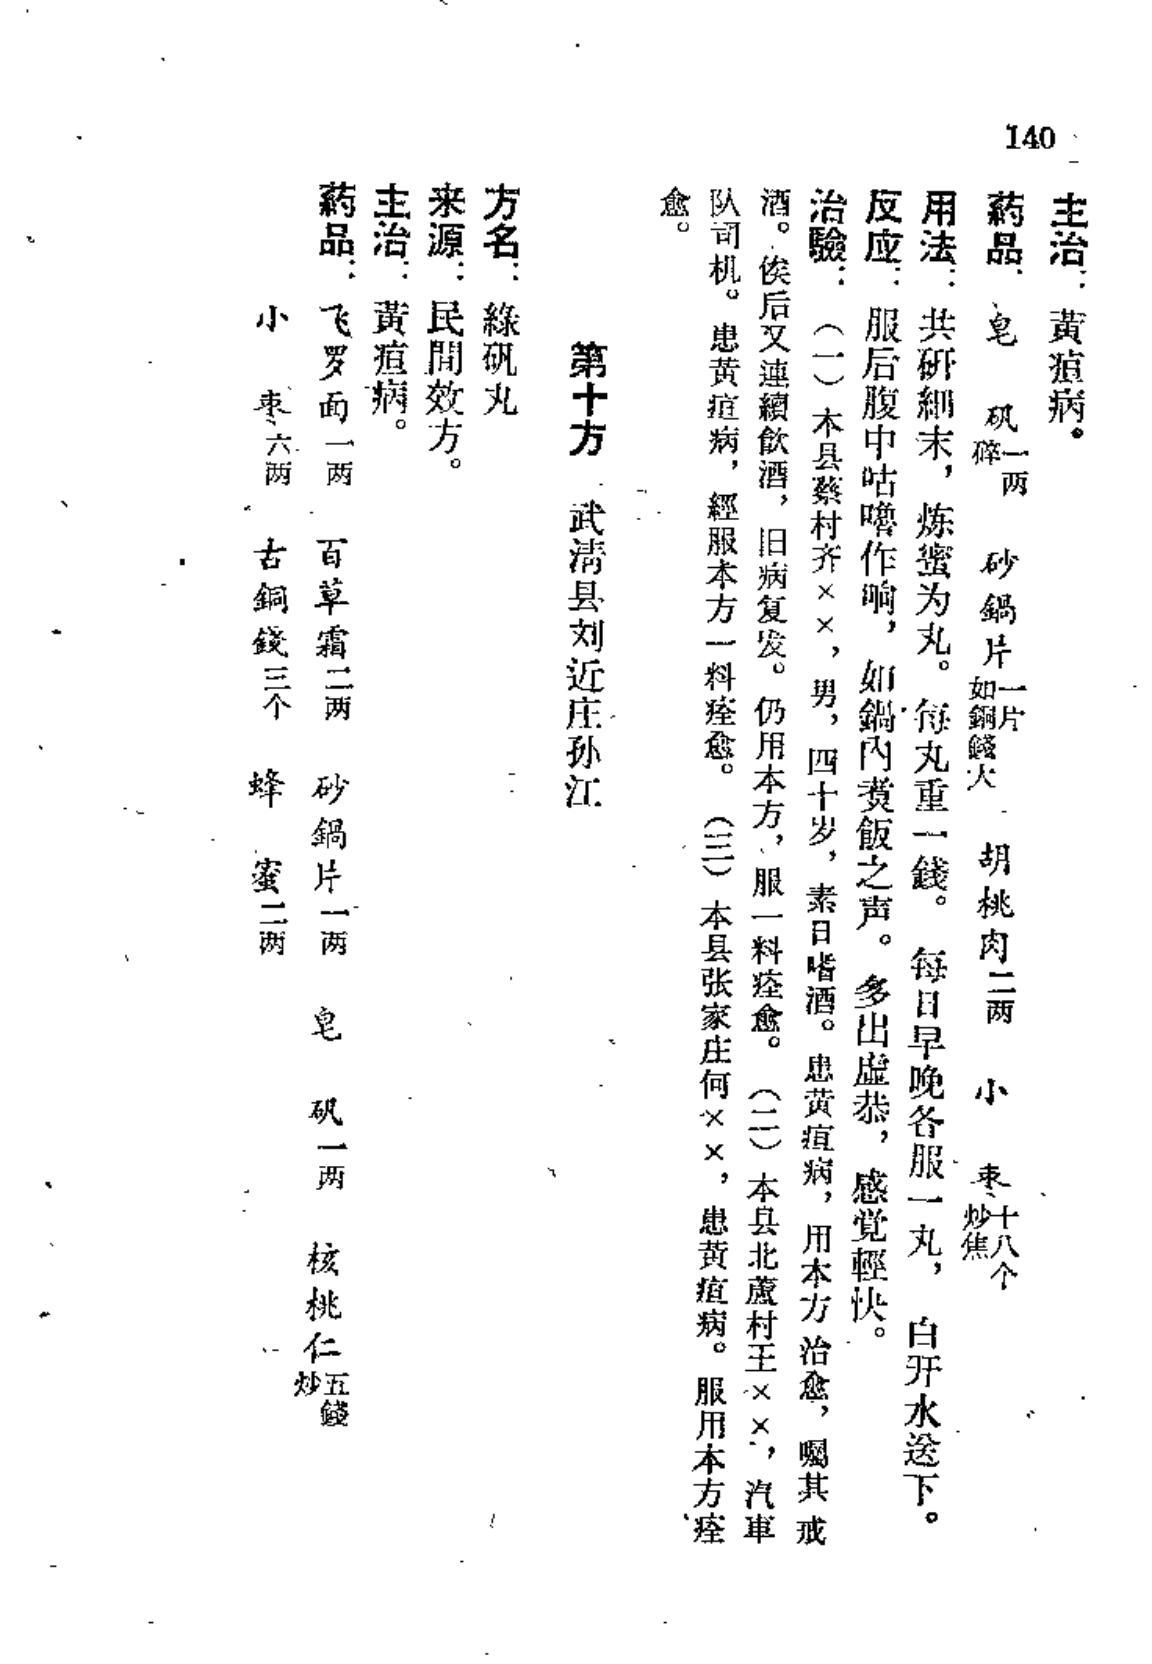 140
主治：黃疸病。
葯品：皂矾一两碎 砂鍋片一片如銅錢大 胡桃肉二两 小枣十八个炒焦
用法：共研細末，炼蜜为丸。每丸重一錢。每日早晚各服一丸，白开水送下。
反应：服后腹中咕嚕作响，如鍋內煑飯之声。多出虚恭，感覚輕快。
治驗：（一）本县蔡村齐××，男，四十岁，素日嗜酒。患黄疸病，用本方治愈，囑其戒
酒。俟后又連續飲酒，旧病复发。仍用本方，服一料痊愈。（二）本县北蘆村王××，汽車
队司机。患黄疸病，經服本方一料痊愈。（三）本县张家庄何××，患黄疸病。服用本方痊
愈。
第十方 武清县刘近庄孙江
方名：綠矾丸
来源：民間效方。
主治：黃疸病。
葯品：飞罗面一两 百草霜二两 砂鍋片一两 皂矾一两 核桃仁五錢炒
小枣六两 古銅錢三个 蜂蜜二两